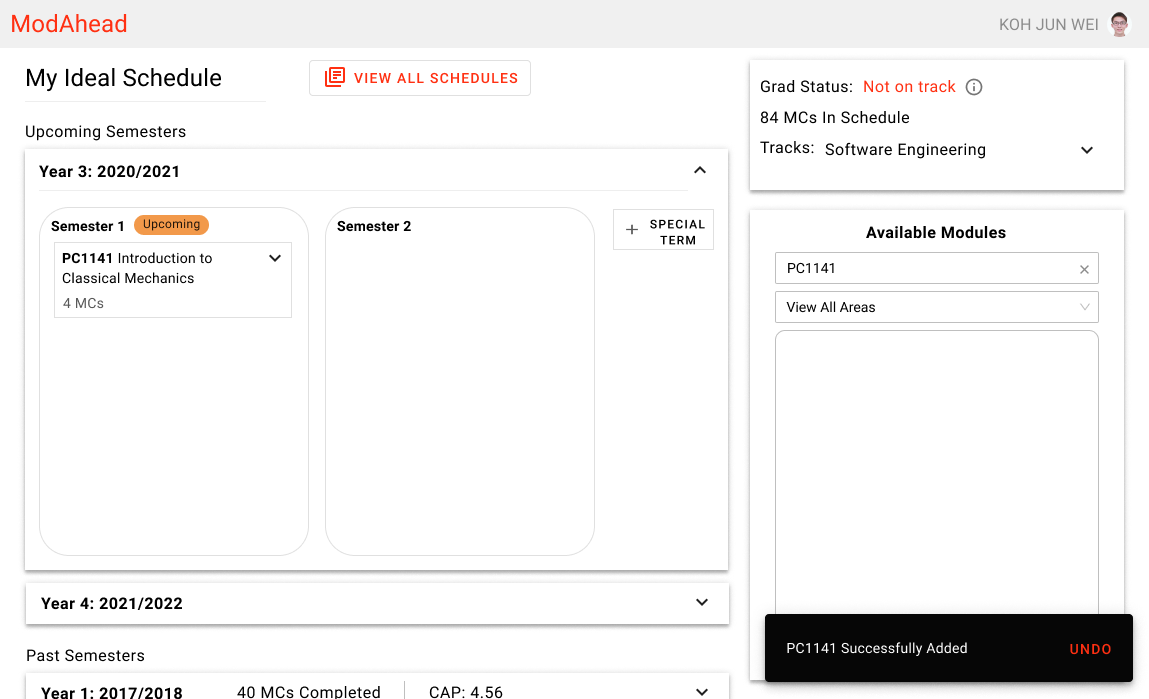 ModAhead
KOH JUN WEI
My Ideal Schedule
VIEW ALL SCHEDULES
Upcoming Semesters
Year 3: 2020/2021
Semester 1
Upcoming
PC1141 Introduction to
Classical Mechanics
4 MCs
Semester 2
SPECIAL
TERM
Year 4: 2021/2022
Past Semesters
Year 1: 2017/2018
40 MCs Completed
CAP: 4.56
Grad Status: Not on track
84 MCs In Schedule
Tracks: Software Engineering
Available Modules
PC1141
View All Areas
PC1141 Successfully Added
UNDO